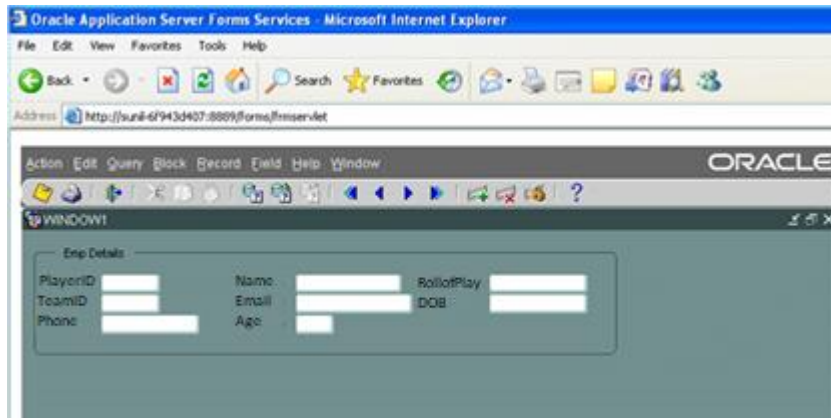 Oracle Application Server Forms Services - Microsoft Internet Explorer
File Edit View Favorites Tools Help
Back Search Favorites
Address http://sunil-6f943d407:8889/forms/frmservlet
Action Edit Query Block Record Field Help Window ORACLE
WINDOW1
Emp Details
PlayerID Name RollofPlay
TeamID Email DOB
Phone Age